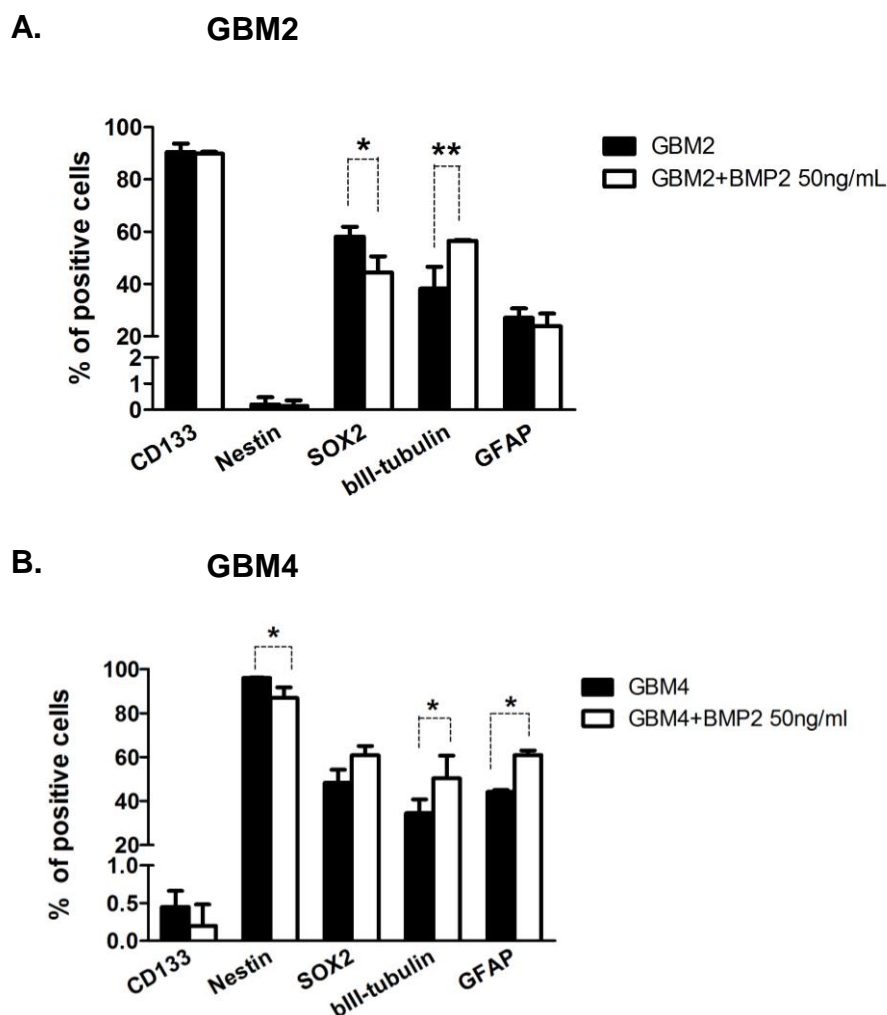 A.
GBM2
% of positive cells
100
80
60
40
20
2
1
0
*
**
GBM2
GBM2+BMP2 50ng/mL
CD133
Nestin
SOX2
bIII-tubulin
GFAP
B.
GBM4
% of positive cells
100
80
60
40
20
1.0
0.5
0.0
*
*
*
GBM4
GBM4+BMP2 50ng/ml
CD133
Nestin
SOX2
bIII-tubulin
GFAP